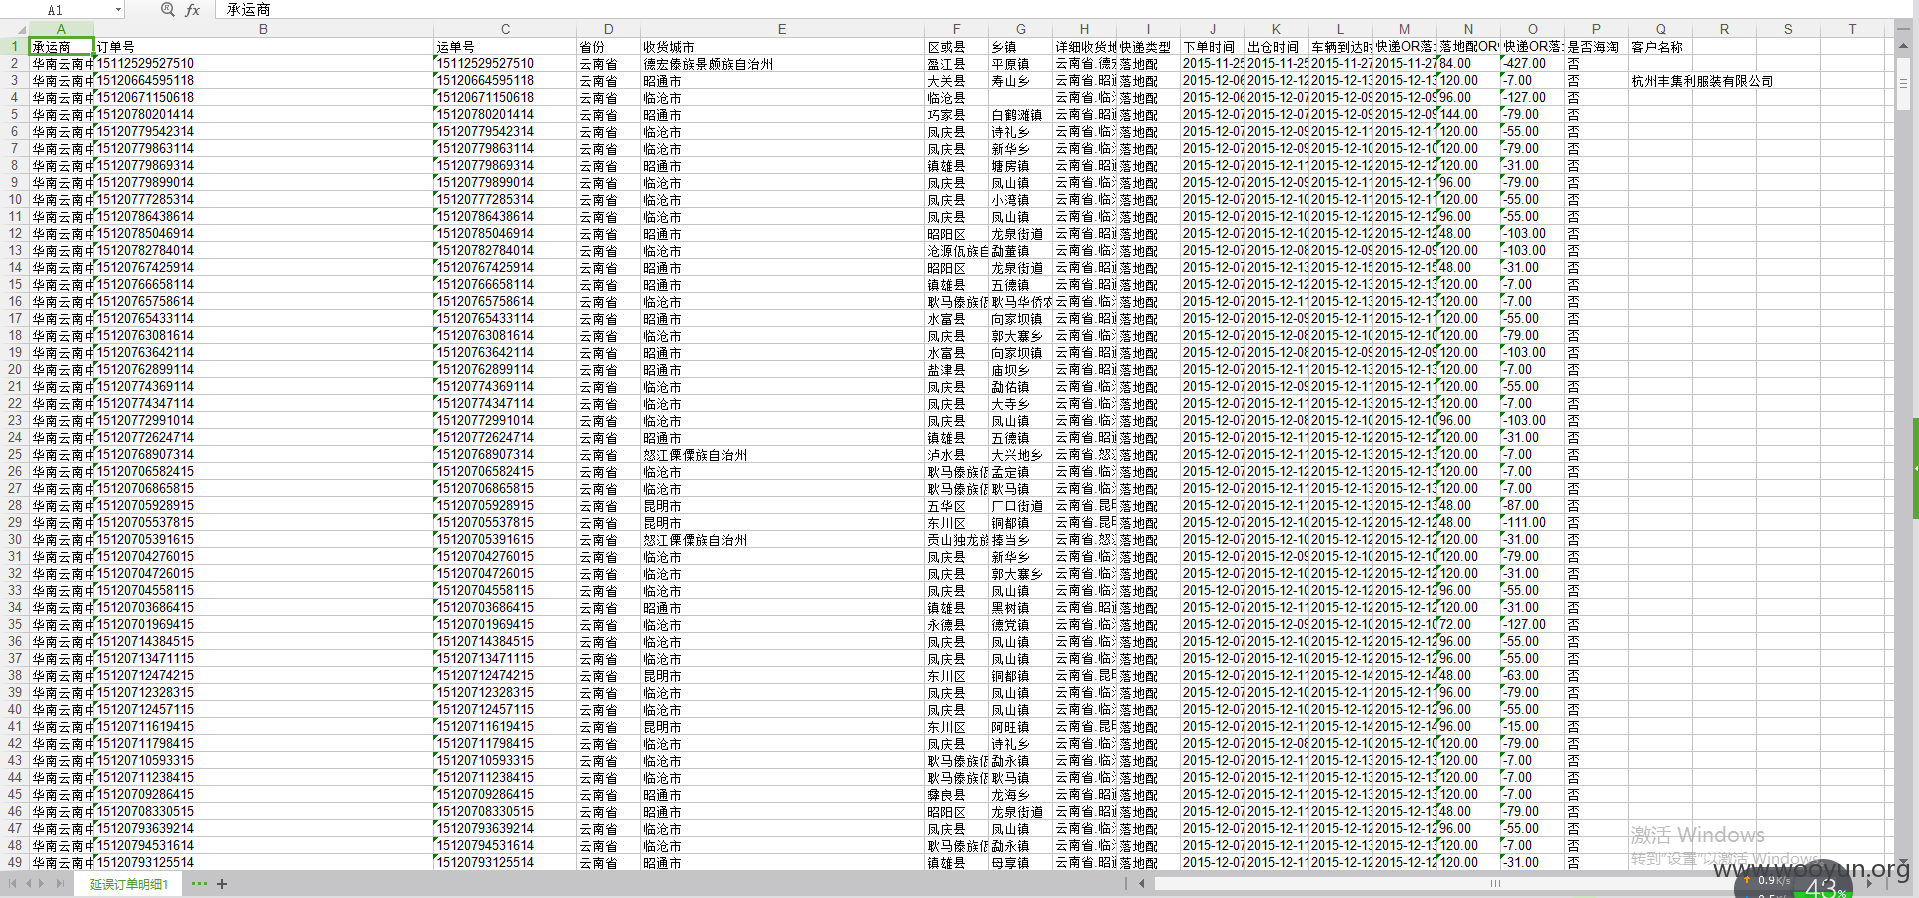 A1 fx 承运商
A B C D E F G H I J K L M N O P Q R S T
1 承运商 订单号 运单号 省份 收货城市 区或县 乡镇 详细收货地 快递类型 下单时间 出仓时间 车辆到达时 快递OR落 落地配OR 快递OR落 是否海淘 客户名称
2 华南云南 15112529527510 15112529527510 云南省 德宏傣族景颇族自治州 盈江县 平原镇 云南省.德宏 落地配 2015-11-25 2015-11-25 2015-11-27 2015-11-27 84.00 -427.00 否
3 华南云南 15120664595118 15120664595118 云南省 昭通市 大关县 寿山乡 云南省.昭通 落地配 2015-12-06 2015-12-12 2015-12-13 2015-12-13 120.00 -7.00 否 杭州丰集利服装有限公司
4 华南云南 15120671150618 15120671150618 云南省 临沧市 临沧县 云南省.临 落地配 2015-12-06 2015-12-07 2015-12-09 2015-12-09 96.00 -127.00 否
5 华南云南 15120780201414 15120780201414 云南省 昭通市 巧家县 白鹤滩镇 云南省.昭通 落地配 2015-12-07 2015-12-07 2015-12-09 2015-12-09 144.00 -79.00 否
6 华南云南 15120779542314 15120779542314 云南省 临沧市 凤庆县 诗礼乡 云南省.临 落地配 2015-12-07 2015-12-09 2015-12-11 2015-12-11 120.00 -55.00 否
7 华南云南 15120779863114 15120779863114 云南省 临沧市 凤庆县 新华乡 云南省.临 落地配 2015-12-07 2015-12-09 2015-12-10 2015-12-10 120.00 -79.00 否
8 华南云南 15120779869314 15120779869314 云南省 昭通市 镇雄县 塘房镇 云南省.昭通 落地配 2015-12-07 2015-12-11 2015-12-12 2015-12-12 120.00 -31.00 否
9 华南云南 15120779899014 15120779899014 云南省 临沧市 凤庆县 凤山镇 云南省.临 落地配 2015-12-07 2015-12-09 2015-12-11 2015-12-11 96.00 -79.00 否
10 华南云南 15120777285314 15120777285314 云南省 临沧市 凤庆县 小湾镇 云南省.临 落地配 2015-12-07 2015-12-10 2015-12-11 2015-12-11 120.00 -55.00 否
11 华南云南 15120786438614 15120786438614 云南省 临沧市 凤庆县 凤山镇 云南省.临 落地配 2015-12-07 2015-12-10 2015-12-12 2015-12-12 96.00 -55.00 否
12 华南云南 15120785046914 15120785046914 云南省 昭通市 昭阳区 龙泉街道 云南省.昭通 落地配 2015-12-07 2015-12-10 2015-12-12 2015-12-12 48.00 -103.00 否
13 华南云南 15120782784014 15120782784014 云南省 临沧市 沧源佤族自 勐董镇 云南省.临 落地配 2015-12-07 2015-12-08 2015-12-09 2015-12-09 120.00 -103.00 否
14 华南云南 15120767425914 15120767425914 云南省 昭通市 昭阳区 龙泉街道 云南省.昭通 落地配 2015-12-07 2015-12-13 2015-12-15 2015-12-15 48.00 -31.00 否
15 华南云南 15120766658114 15120766658114 云南省 昭通市 镇雄县 五德镇 云南省.昭通 落地配 2015-12-07 2015-12-12 2015-12-13 2015-12-13 120.00 -7.00 否
16 华南云南 15120765758614 15120765758614 云南省 临沧市 耿马傣族佤 耿马华侨农 云南省.临 落地配 2015-12-07 2015-12-11 2015-12-13 2015-12-13 120.00 -7.00 否
17 华南云南 15120765433114 15120765433114 云南省 昭通市 水富县 向家坝镇 云南省.昭通 落地配 2015-12-07 2015-12-09 2015-12-11 2015-12-11 120.00 -55.00 否
18 华南云南 15120763081614 15120763081614 云南省 临沧市 凤庆县 郭大寨乡 云南省.临 落地配 2015-12-07 2015-12-08 2015-12-10 2015-12-10 120.00 -79.00 否
19 华南云南 15120763642114 15120763642114 云南省 昭通市 水富县 向家坝镇 云南省.昭通 落地配 2015-12-07 2015-12-08 2015-12-09 2015-12-09 120.00 -103.00 否
20 华南云南 15120762899114 15120762899114 云南省 昭通市 盐津县 庙坝乡 云南省.昭通 落地配 2015-12-07 2015-12-12 2015-12-13 2015-12-13 120.00 -7.00 否
21 华南云南 15120774369114 15120774369114 云南省 临沧市 凤庆县 勐佑镇 云南省.临 落地配 2015-12-07 2015-12-09 2015-12-11 2015-12-11 120.00 -55.00 否
22 华南云南 15120774347114 15120774347114 云南省 临沧市 凤庆县 大寺乡 云南省.临 落地配 2015-12-07 2015-12-11 2015-12-13 2015-12-13 120.00 -7.00 否
23 华南云南 15120772991014 15120772991014 云南省 临沧市 凤庆县 凤山镇 云南省.临 落地配 2015-12-07 2015-12-08 2015-12-10 2015-12-10 96.00 -103.00 否
24 华南云南 15120772624714 15120772624714 云南省 昭通市 镇雄县 五德镇 云南省.昭通 落地配 2015-12-07 2015-12-11 2015-12-12 2015-12-12 120.00 -31.00 否
25 华南云南 15120768907314 15120768907314 云南省 怒江傈僳族自治州 泸水县 大兴地乡 云南省.怒 落地配 2015-12-07 2015-12-11 2015-12-13 2015-12-13 120.00 -7.00 否
26 华南云南 15120706582415 15120706582415 云南省 临沧市 耿马傣族佤 孟定镇 云南省.临 落地配 2015-12-07 2015-12-12 2015-12-13 2015-12-13 120.00 -7.00 否
27 华南云南 15120706865815 15120706865815 云南省 临沧市 耿马傣族佤 耿马镇 云南省.临 落地配 2015-12-07 2015-12-11 2015-12-13 2015-12-13 120.00 -7.00 否
28 华南云南 15120705928915 15120705928915 云南省 昆明市 五华区 厂口街道 云南省.昆 落地配 2015-12-07 2015-12-11 2015-12-13 2015-12-13 48.00 -87.00 否
29 华南云南 15120705537815 15120705537815 云南省 昆明市 东川区 铜都镇 云南省.昆 落地配 2015-12-07 2015-12-10 2015-12-12 2015-12-12 48.00 -111.00 否
30 华南云南 15120705391615 15120705391615 云南省 怒江傈僳族自治州 贡山独龙族 捧当乡 云南省.怒 落地配 2015-12-07 2015-12-10 2015-12-12 2015-12-12 120.00 -31.00 否
31 华南云南 15120704276015 15120704276015 云南省 临沧市 凤庆县 新华乡 云南省.临 落地配 2015-12-07 2015-12-09 2015-12-10 2015-12-10 120.00 -79.00 否
32 华南云南 15120704726015 15120704726015 云南省 临沧市 凤庆县 郭大寨乡 云南省.临 落地配 2015-12-07 2015-12-10 2015-12-12 2015-12-12 120.00 -31.00 否
33 华南云南 15120704558115 15120704558115 云南省 临沧市 凤庆县 凤山镇 云南省.临 落地配 2015-12-07 2015-12-10 2015-12-12 2015-12-12 96.00 -55.00 否
34 华南云南 15120703686415 15120703686415 云南省 昭通市 镇雄县 黑树镇 云南省.昭通 落地配 2015-12-07 2015-12-11 2015-12-12 2015-12-12 120.00 -31.00 否
35 华南云南 15120701969415 15120701969415 云南省 临沧市 永德县 德党镇 云南省.临 落地配 2015-12-07 2015-12-09 2015-12-10 2015-12-10 72.00 -127.00 否
36 华南云南 15120714384515 15120714384515 云南省 临沧市 凤庆县 凤山镇 云南省.临 落地配 2015-12-07 2015-12-10 2015-12-12 2015-12-12 96.00 -55.00 否
37 华南云南 15120713471115 15120713471115 云南省 临沧市 凤庆县 凤山镇 云南省.临 落地配 2015-12-07 2015-12-10 2015-12-12 2015-12-12 96.00 -55.00 否
38 华南云南 15120712474215 15120712474215 云南省 昆明市 东川区 铜都镇 云南省.昆 落地配 2015-12-07 2015-12-12 2015-12-14 2015-12-14 48.00 -63.00 否
39 华南云南 15120712328315 15120712328315 云南省 临沧市 凤庆县 凤山镇 云南省.临 落地配 2015-12-07 2015-12-10 2015-12-11 2015-12-11 96.00 -79.00 否
40 华南云南 15120712457115 15120712457115 云南省 临沧市 凤庆县 凤山镇 云南省.临 落地配 2015-12-07 2015-12-10 2015-12-12 2015-12-12 96.00 -55.00 否
41 华南云南 15120711619415 15120711619415 云南省 昆明市 东川区 阿旺镇 云南省.昆 落地配 2015-12-07 2015-12-11 2015-12-14 2015-12-14 96.00 -15.00 否
42 华南云南 15120711798415 15120711798415 云南省 临沧市 凤庆县 诗礼乡 云南省.临 落地配 2015-12-07 2015-12-08 2015-12-10 2015-12-10 120.00 -79.00 否
43 华南云南 15120710593315 15120710593315 云南省 临沧市 耿马傣族佤 勐永镇 云南省.临 落地配 2015-12-07 2015-12-11 2015-12-13 2015-12-13 120.00 -7.00 否
44 华南云南 15120711238415 15120711238415 云南省 临沧市 耿马傣族佤 耿马镇 云南省.临 落地配 2015-12-07 2015-12-11 2015-12-13 2015-12-13 120.00 -7.00 否
45 华南云南 15120709286415 15120709286415 云南省 昭通市 彝良县 龙海乡 云南省.昭通 落地配 2015-12-07 2015-12-11 2015-12-13 2015-12-13 120.00 -7.00 否
46 华南云南 15120708330515 15120708330515 云南省 昭通市 昭阳区 龙泉街道 云南省.昭通 落地配 2015-12-07 2015-12-11 2015-12-13 2015-12-13 48.00 -79.00 否
47 华南云南 15120793639214 15120793639214 云南省 临沧市 凤庆县 凤山镇 云南省.临 落地配 2015-12-07 2015-12-11 2015-12-12 2015-12-12 96.00 -55.00 否
48 华南云南 15120794531614 15120794531614 云南省 临沧市 耿马傣族佤 勐永镇 云南省.临 落地配 2015-12-07 2015-12-11 2015-12-13 2015-12-13 120.00 -7.00 否
49 华南云南 15120793125514 15120793125514 云南省 昭通市 镇雄县 母享镇 云南省.昭通 落地配 2015-12-07 2015-12-11 2015-12-12 2015-12-12 120.00 -31.00 否
激活 Windows
转到“设置”以激活 Windows
www.wooyun.org
延误订单明细1
0.9K/s
43%